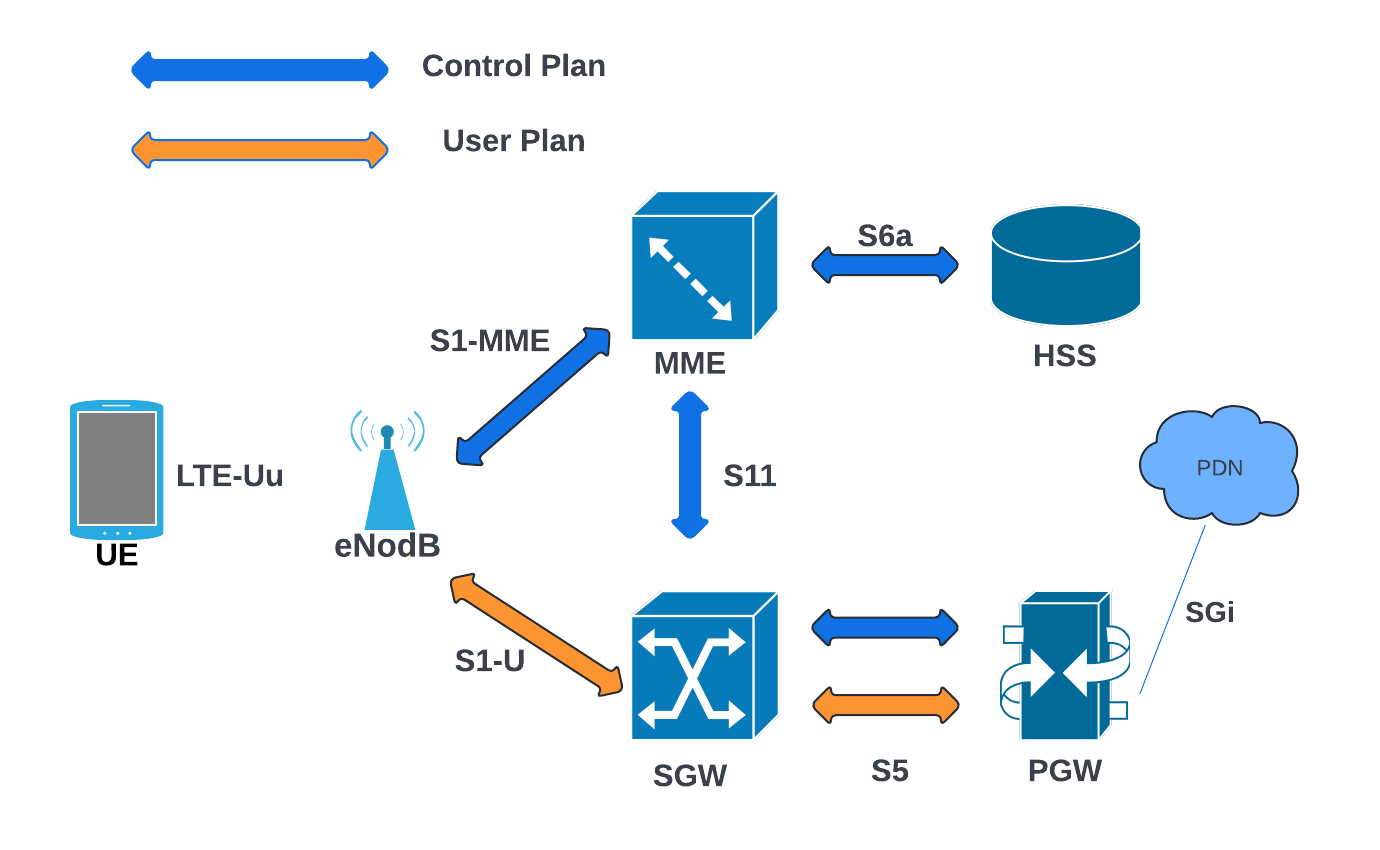 Control Plan
User Plan
S6a
S1-MME
HSS
MME
PDN
LTE-Uu
S11
eNodB
UE
SGi
S1-U
S5
SGW
PGW